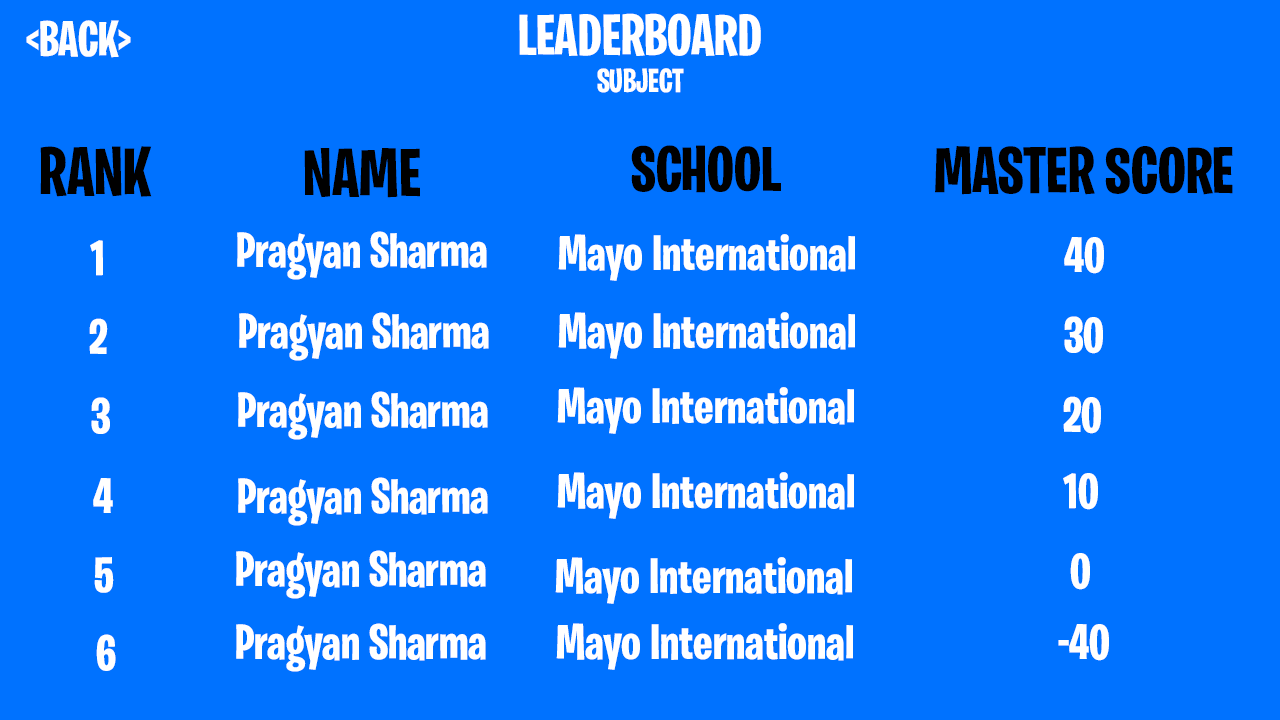 <BACK>
LEADERBOARD
SUBJECT
RANK NAME SCHOOL MASTER SCORE
1 Pragyan Sharma Mayo International 40
2 Pragyan Sharma Mayo International 30
3 Pragyan Sharma Mayo International 20
4 Pragyan Sharma Mayo International 10
5 Pragyan Sharma Mayo International 0
6 Pragyan Sharma Mayo International -40